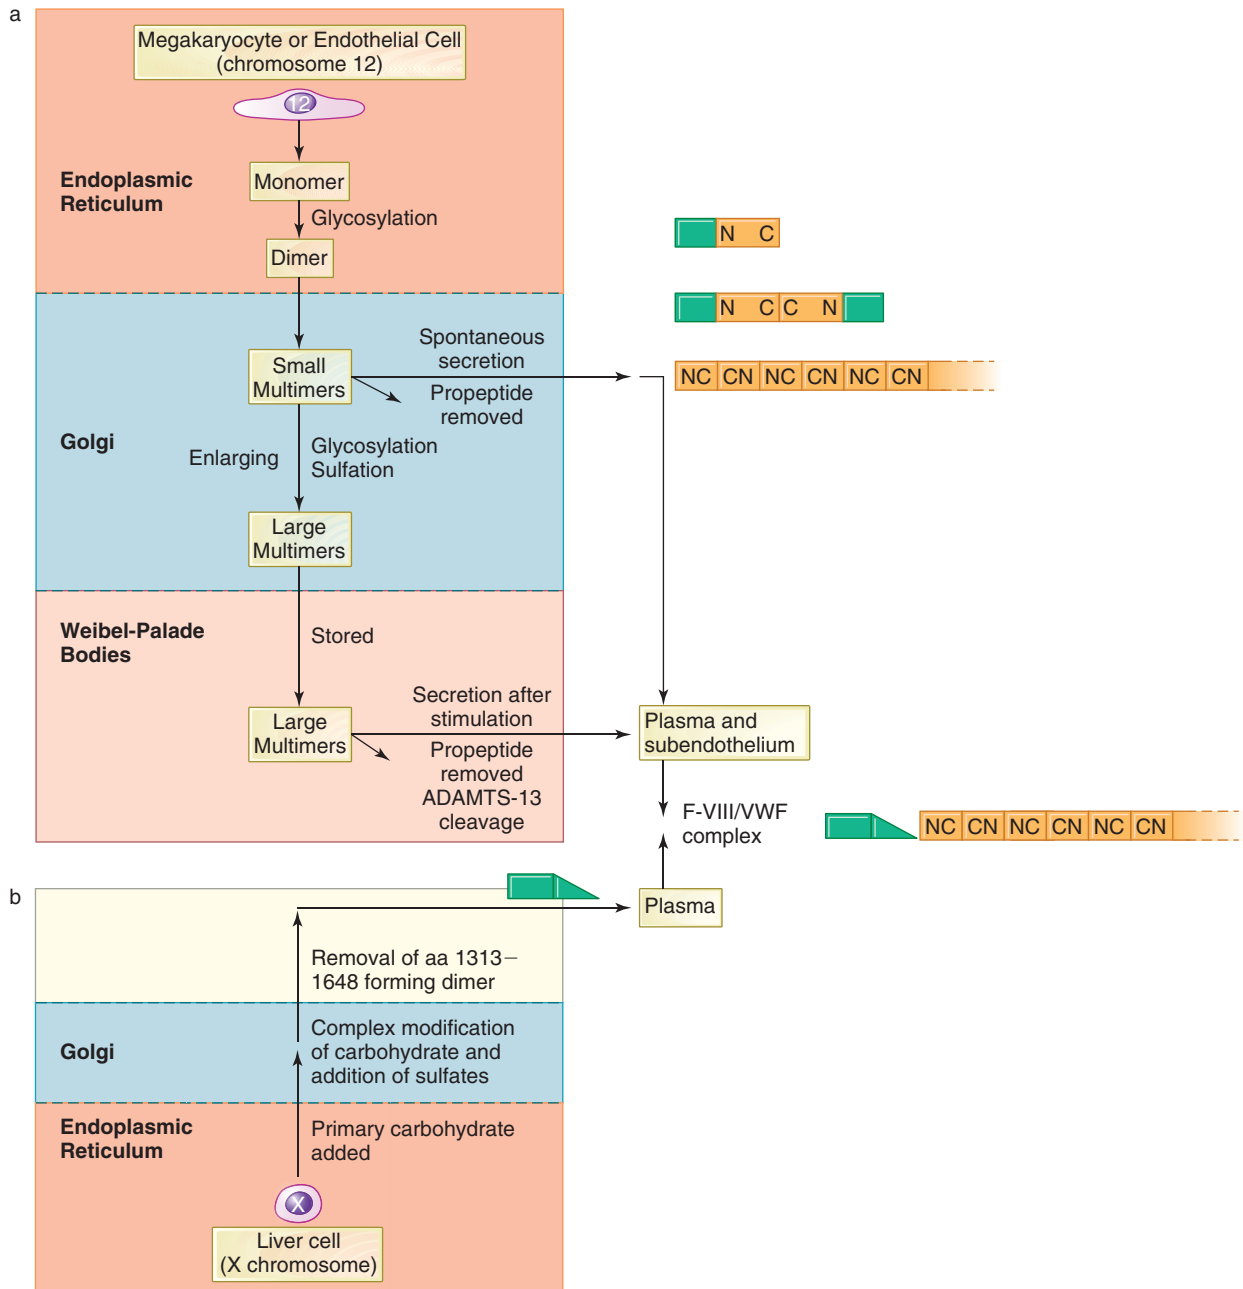 a
Megakaryocyte or Endothelial Cell
(chromosome 12)
12
Endoplasmic
Reticulum
Monomer
Glycosylation
Dimer
N C
N C C N
Small
Multimers
Spontaneous
secretion
Propeptide
removed
NC CN NC CN NC CN
Golgi
Enlarging
Glycosylation
Sulfation
Large
Multimers
Weibel-Palade
Bodies
Stored
Large
Multimers
Secretion after
stimulation
Propeptide
removed
ADAMTS-13
cleavage
Plasma and
subendothelium
F-VIII/VWF
complex
NC CN NC CN NC CN
b
Plasma
Removal of aa 1313–
1648 forming dimer
Golgi
Complex modification
of carbohydrate and
addition of sulfates
Endoplasmic
Reticulum
Primary carbohydrate
added
X
Liver cell
(X chromosome)